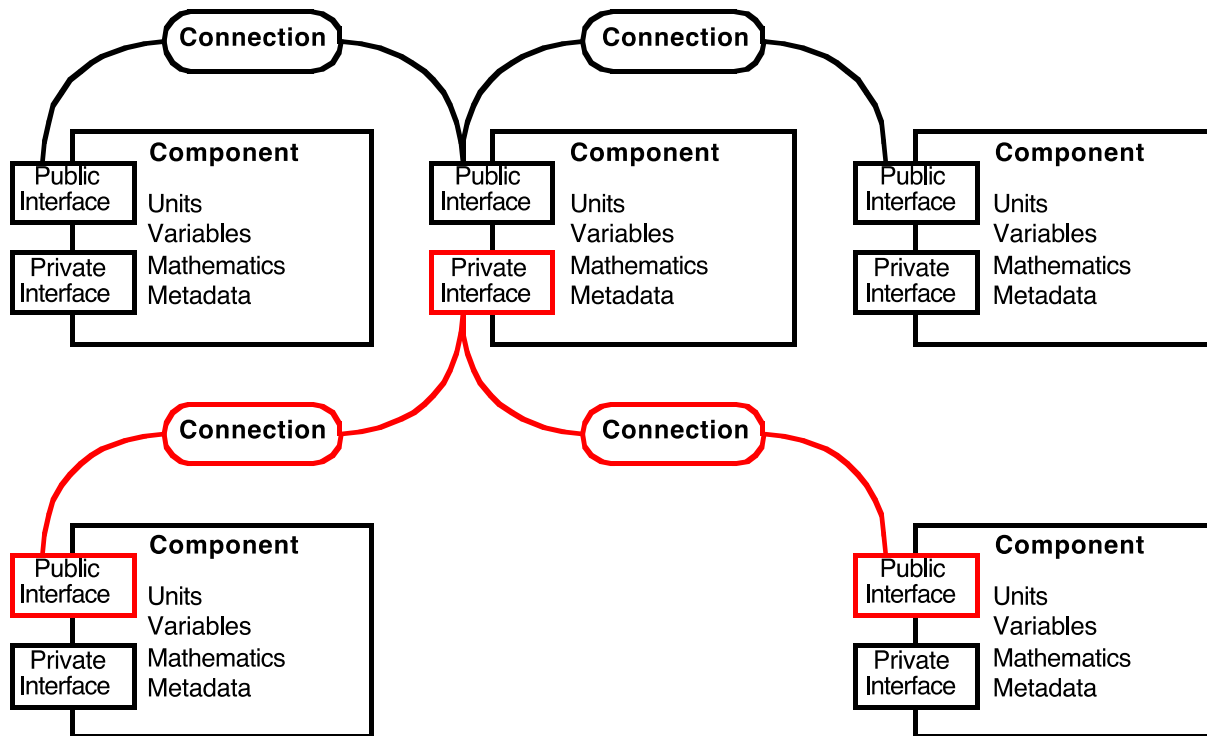 Connection
Connection
Component
Public
Interface
Units
Variables
Private
Interface
Mathematics
Metadata
Component
Public
Interface
Units
Variables
Private
Interface
Mathematics
Metadata
Component
Public
Interface
Units
Variables
Private
Interface
Mathematics
Metadata
Connection
Connection
Component
Public
Interface
Units
Variables
Private
Interface
Mathematics
Metadata
Component
Public
Interface
Units
Variables
Private
Interface
Mathematics
Metadata